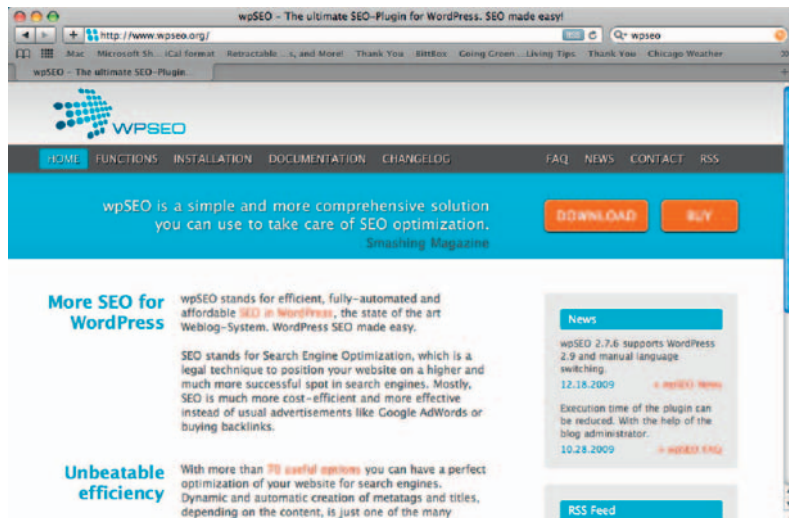 wpSEO – The ultimate SEO-Plugin for WordPress. SEO made easy!
http://www.wpseo.org/
wpseo
Mac Microsoft Sh... iCal format Retractable ...s, and More! Thank You BittBox Going Green ...Living Tips Thank You Chicago Weather
wpSEO – The ultimate SEO-Plugin...
WPSEO
HOME FUNCTIONS INSTALLATION DOCUMENTATION CHANGELOG FAQ NEWS CONTACT RSS
wpSEO is a simple and more comprehensive solution
you can use to take care of SEO optimization.
Smashing Magazine
DOWNLOAD BUY
More SEO for
WordPress
wpSEO stands for efficient, fully-automated and
affordable SEO in WordPress, the state of the art
Weblog-System. WordPress SEO made easy.
SEO stands for Search Engine Optimization, which is a
legal technique to position your website on a higher and
much more successful spot in search engines. Mostly,
SEO is much more cost-efficient and more effective
instead of usual advertisements like Google AdWords or
buying backlinks.
Unbeatable
efficiency
With more than 70 useful options you can have a perfect
optimization of your website for search engines.
Dynamic and automatic creation of metatags and titles,
depending on the content, is just one of the many
News
wpSEO 2.7.6 supports WordPress
2.9 and manual language
switching.
12.18.2009 » wpSEO News
Execution time of the plugin can
be reduced. With the help of the
blog administrator.
10.28.2009 » wpSEO FAQ
RSS Feed